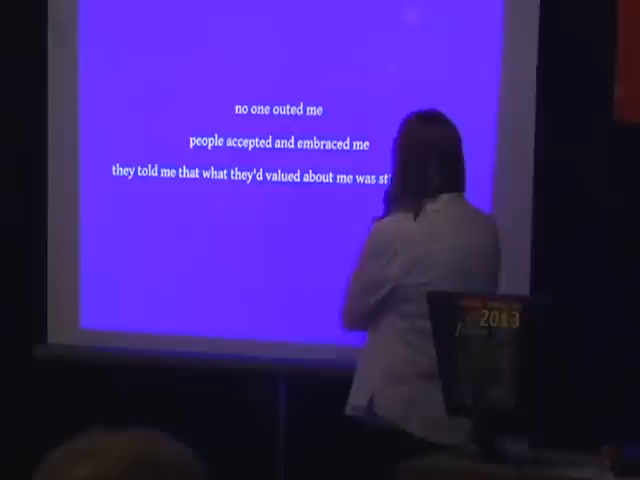 no one outed me
people accepted and embraced me
they told me that what they'd valued about me was
2013